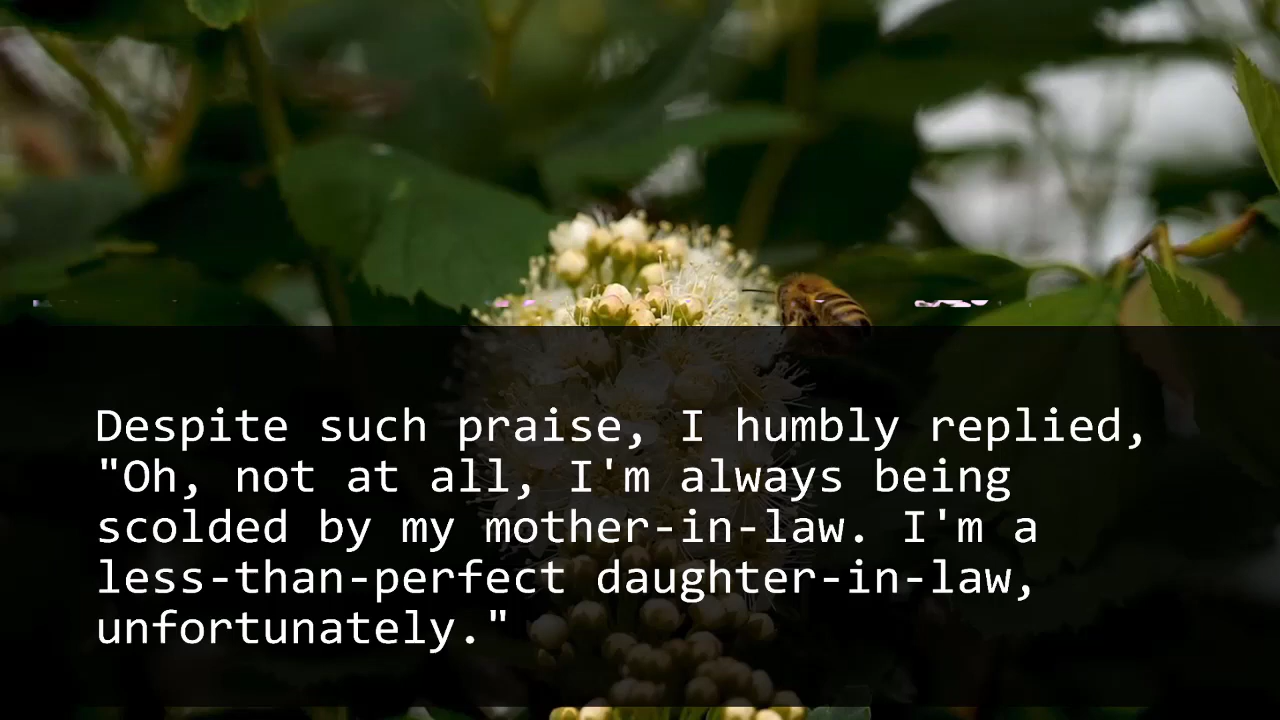 Despite such praise, I humbly replied,
"Oh, not at all, I'm always being
scolded by my mother-in-law. I'm a
less-than-perfect daughter-in-law,
unfortunately."